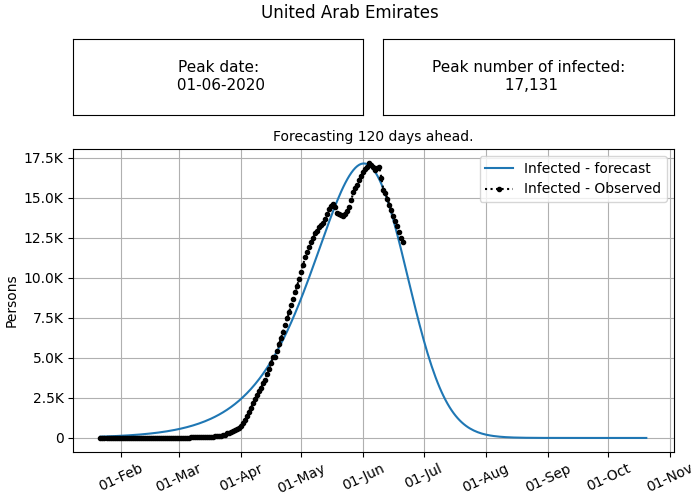 United Arab Emirates
Peak date:
01-06-2020
Peak number of infected:
17,131
Forecasting 120 days ahead.
Infected - forecast
Infected - Observed
17.5K
15.0K
12.5K
10.0K
7.5K
5.0K
2.5K
0
Persons
01-Feb
01-Mar
01-Apr
01-May
01-Jun
01-Jul
01-Aug
01-Sep
01-Oct
01-Nov